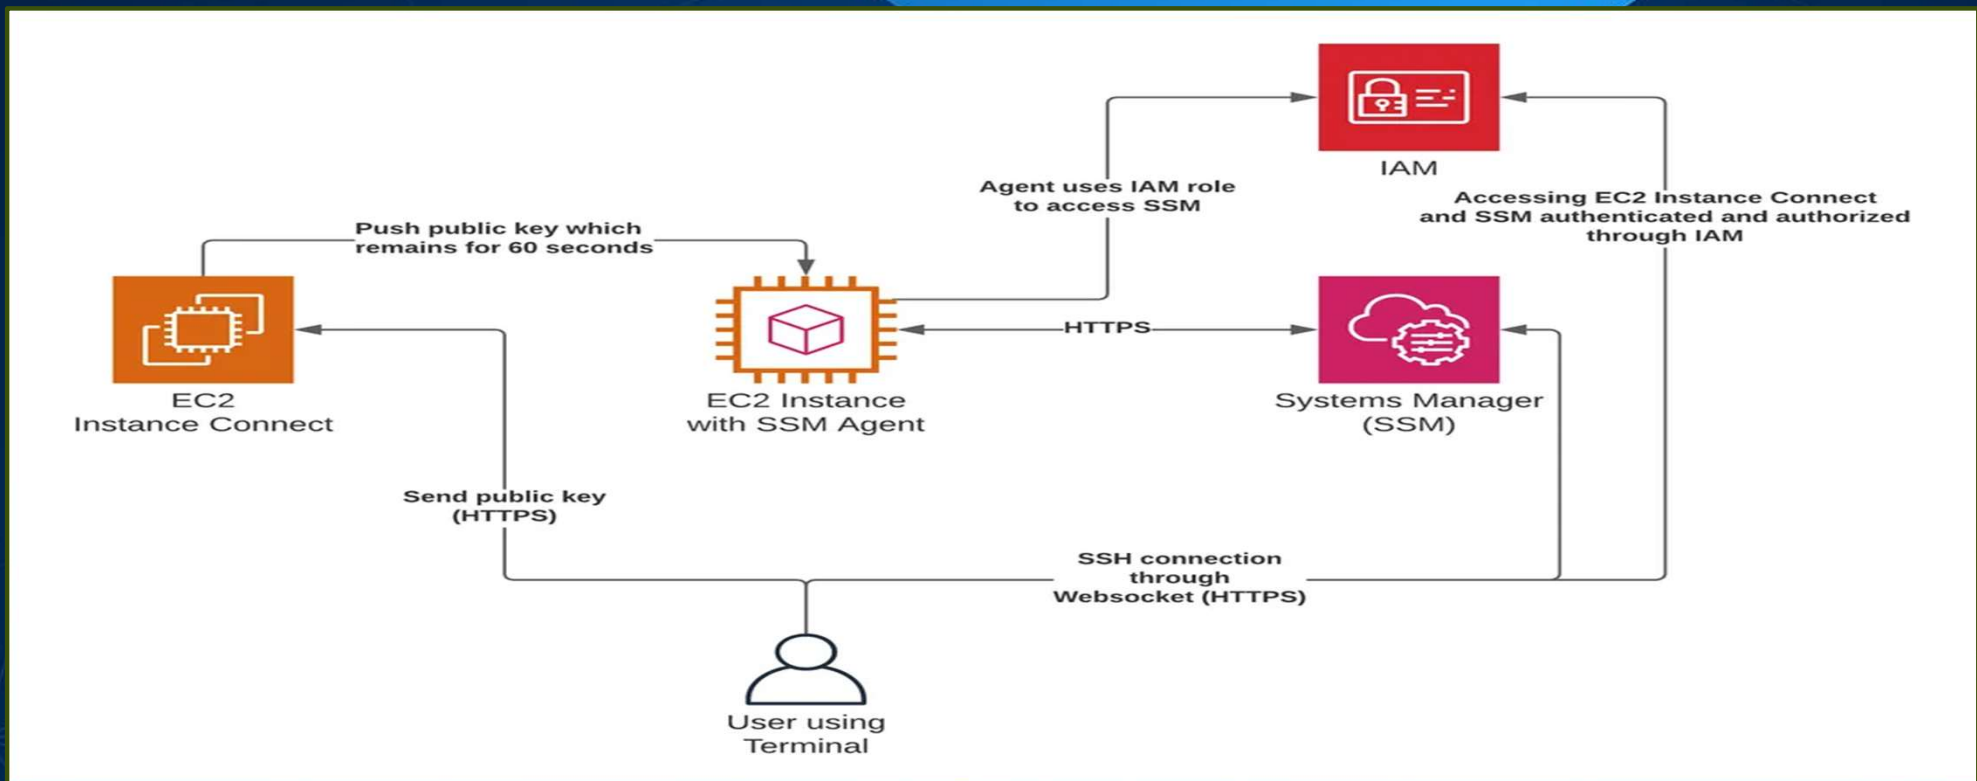 IAM
Agent uses IAM role
to access SSM
Accessing EC2 Instance Connect
and SSM authenticated and authorized
through IAM
Push public key which
remains for 60 seconds
HTTPS
EC2
Instance Connect
EC2 Instance
with SSM Agent
Systems Manager
(SSM)
Send public key
(HTTPS)
SSH connection
through
Websocket (HTTPS)
User using
Terminal